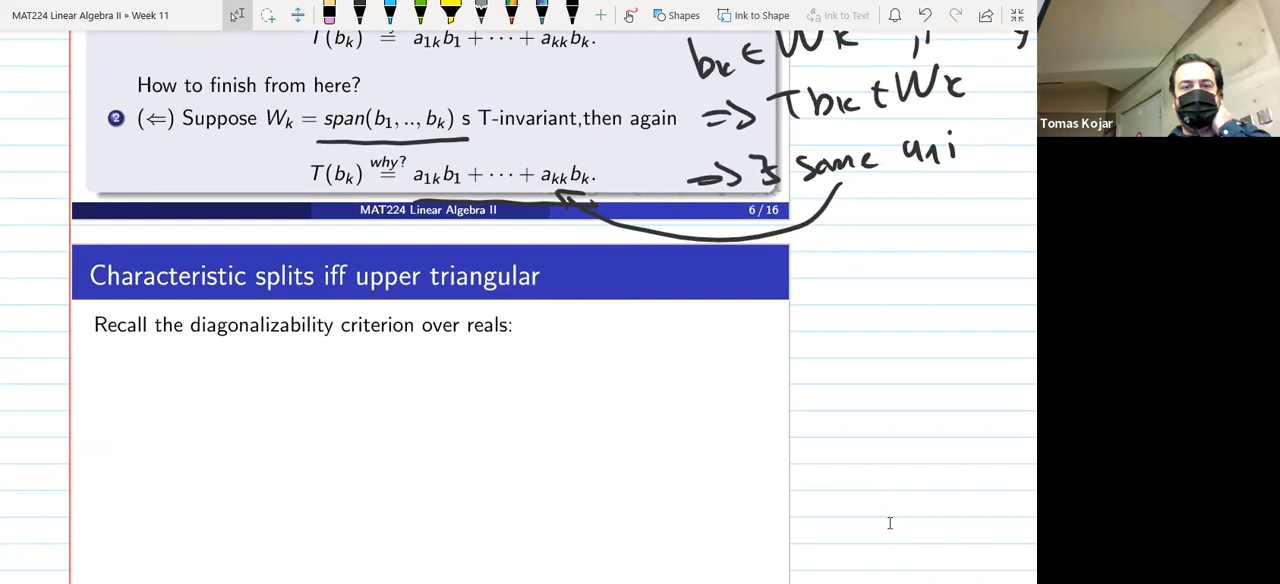 MAT224 Linear Algebra II » Week 11
Shapes
Ink to Shape
Ink to Text
T(b_k) = a_{1k}b_1 + ··· + a_{kk}b_k.
b_k ∈ W_k
How to finish from here?
=> Tb_k ∈ W_k
2 (⇐) Suppose W_k = span(b_1, .., b_k) s T-invariant,then again
T(b_k) why? = a_{1k}b_1 + ··· + a_{kk}b_k.
=> ∃ some a_{1i}
MAT224 Linear Algebra II
6 / 16
Characteristic splits iff upper triangular
Recall the diagonalizability criterion over reals:
Tomas Kojar